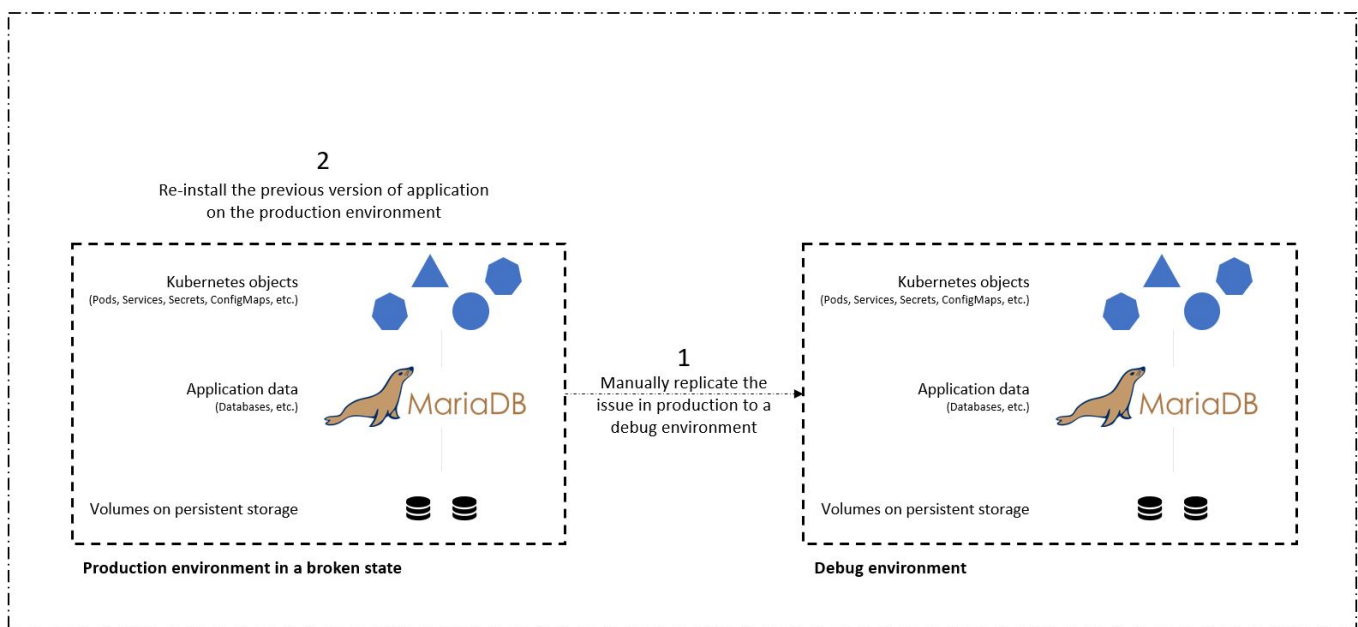 2
Re-install the previous version of application
on the production environment
Kubernetes objects
(Pods, Services, Secrets, ConfigMaps, etc.)
Application data
(Databases, etc.)
MariaDB
Volumes on persistent storage
Production environment in a broken state
1
Manually replicate the
issue in production to a
debug environment
Kubernetes objects
(Pods, Services, Secrets, ConfigMaps, etc.)
Application data
(Databases, etc.)
MariaDB
Volumes on persistent storage
Debug environment